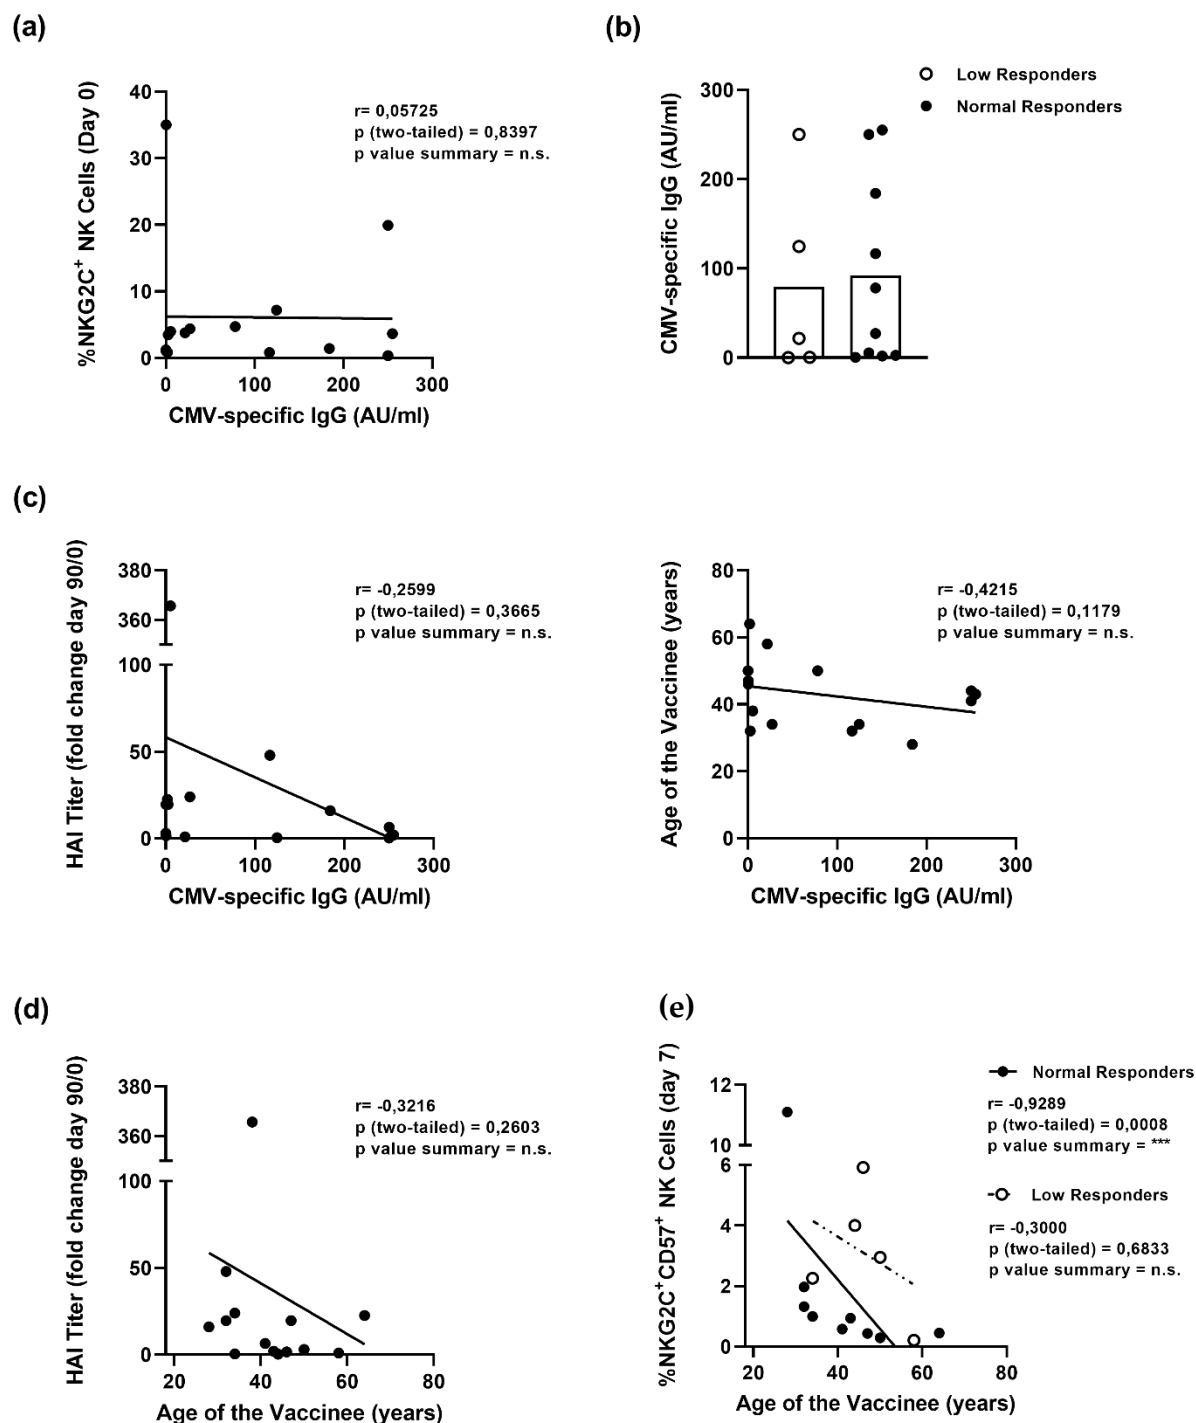 (a)
%NKG2C+ NK Cells (Day 0)
40
30
20
10
0
0 100 200 300
CMV-specific IgG (AU/ml)
r= 0,05725
p (two-tailed) = 0,8397
p value summary = n.s.
(b)
Low Responders
Normal Responders
CMV-specific IgG (AU/ml)
300
200
100
0
(c)
HAI Titer (fold change day 90/0)
380
360
100
50
0
0 100 200 300
CMV-specific IgG (AU/ml)
r= -0,2599
p (two-tailed) = 0,3665
p value summary = n.s.
Age of the Vaccinee (years)
80
60
40
20
0
0 100 200 300
CMV-specific IgG (AU/ml)
r= -0,4215
p (two-tailed) = 0,1179
p value summary = n.s.
(d)
HAI Titer (fold change day 90/0)
380
360
100
50
0
20 40 60 80
Age of the Vaccinee (years)
r= -0,3216
p (two-tailed) = 0,2603
p value summary = n.s.
(e)
%NKG2C+CD57+ NK Cells (day 7)
12
10
6
4
2
0
20 40 60 80
Age of the Vaccinee (years)
Normal Responders
r= -0,9289
p (two-tailed) = 0,0008
p value summary = ***
Low Responders
r= -0,3000
p (two-tailed) = 0,6833
p value summary = n.s.